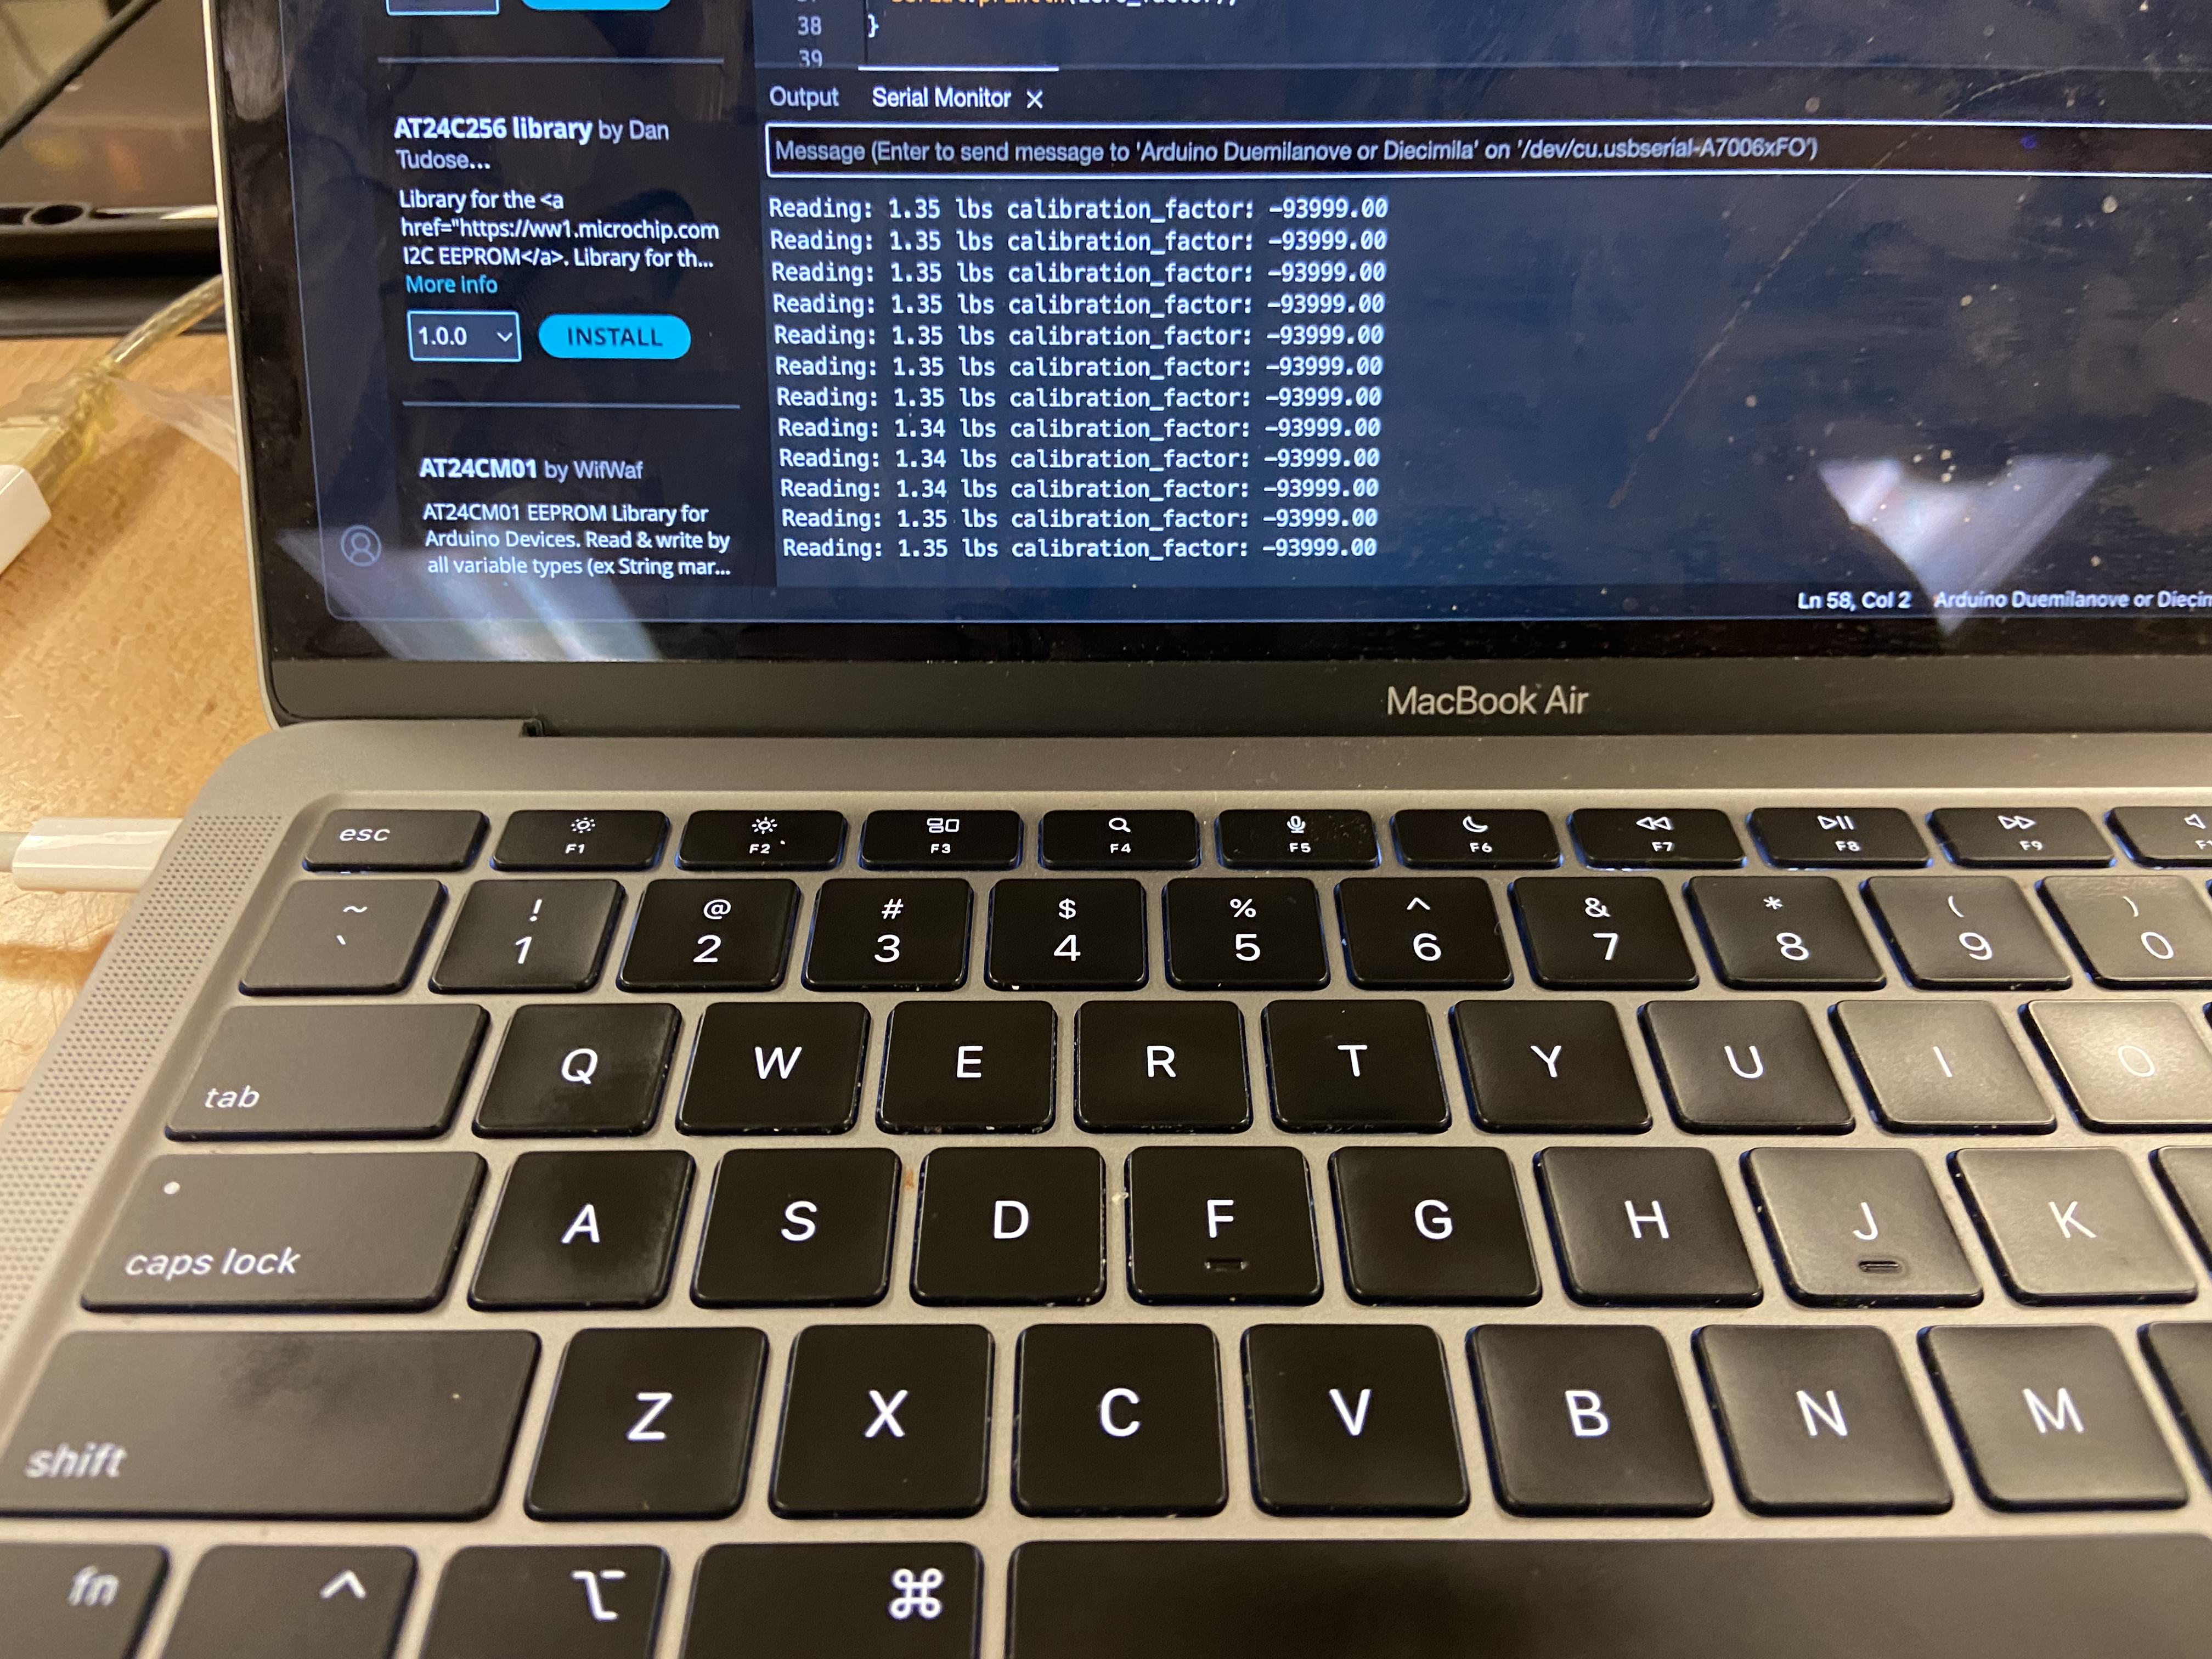 38 }
39
Output Serial Monitor
AT24C256 library by Dan
Tudose...
Library for the <a
href="https://ww1.microchip.com
I2C EEPROM</a>. Library for th...
More info
1.0.0 INSTALL
AT24CM01 by WifWaf
AT24CM01 EEPROM Library for
Arduino Devices. Read & write by
all variable types (ex String mar...
Message (Enter to send message to 'Arduino Duemilanove or Diecimila' on '/dev/cu.usbserial-A7006xFO')
Reading: 1.35 lbs calibration_factor: -93999.00
Reading: 1.35 lbs calibration_factor: -93999.00
Reading: 1.35 lbs calibration_factor: -93999.00
Reading: 1.35 lbs calibration_factor: -93999.00
Reading: 1.35 lbs calibration_factor: -93999.00
Reading: 1.35 lbs calibration_factor: -93999.00
Reading: 1.35 lbs calibration_factor: -93999.00
Reading: 1.34 lbs calibration_factor: -93999.00
Reading: 1.34 lbs calibration_factor: -93999.00
Reading: 1.34 lbs calibration_factor: -93999.00
Reading: 1.35 lbs calibration_factor: -93999.00
Reading: 1.35 lbs calibration_factor: -93999.00
Ln 58, Col 2 Arduino Duemilanove or Diecim
MacBook Air
esc F1 F2 F3 F4 F5 F6 F7 F8 F9
~ ! @ # $ % ^ & * ( )
` 1 2 3 4 5 6 7 8 9 0
tab Q W E R T Y U I O
caps lock A S D F G H J K
shift Z X C V B N M
fn ^ ⌥ ⌘